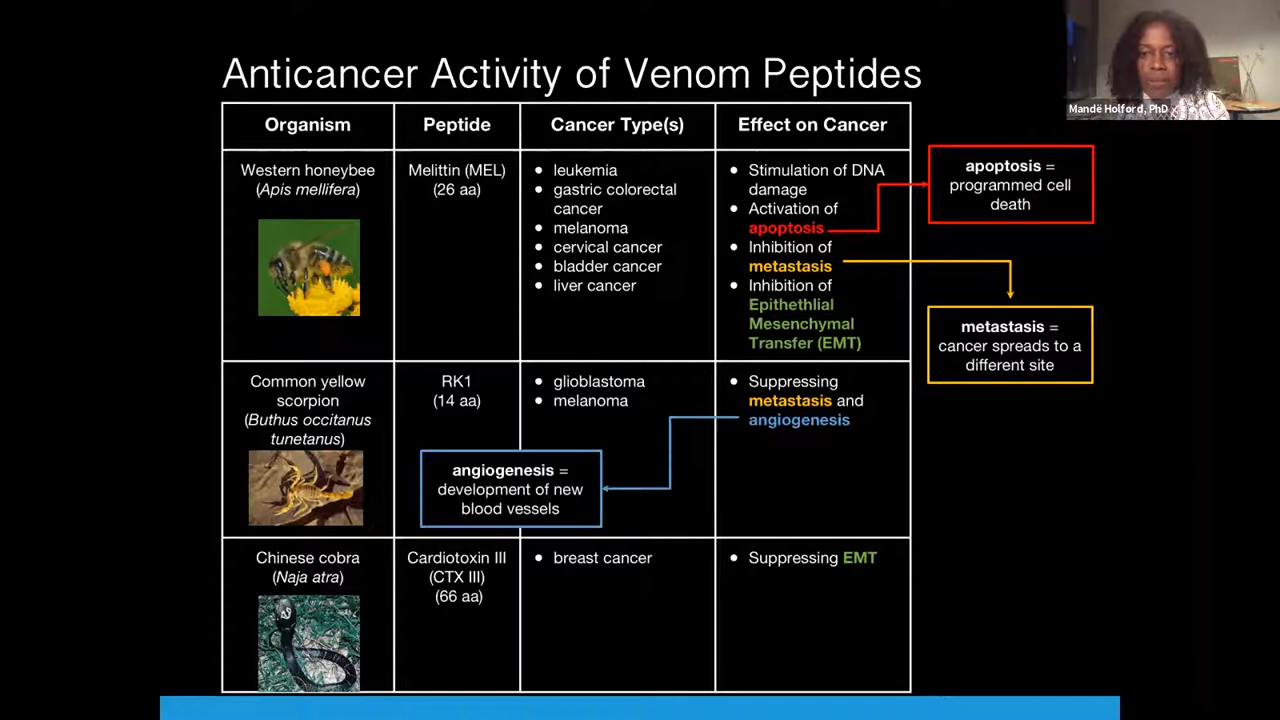 Anticancer Activity of Venom Peptides
Mandë Holford, PhD
Organism
Peptide
Cancer Type(s)
Effect on Cancer
Western honeybee
(Apis mellifera)
Melittin (MEL)
(26 aa)
• leukemia
• gastric colorectal
cancer
• melanoma
• cervical cancer
• bladder cancer
• liver cancer
• Stimulation of DNA
damage
• Activation of
apoptosis
• Inhibition of
metastasis
• Inhibition of
Epithethlial
Mesenchymal
Transfer (EMT)
apoptosis =
programmed cell
death
metastasis =
cancer spreads to a
different site
Common yellow
scorpion
(Buthus occitanus
tunetanus)
RK1
(14 aa)
• glioblastoma
• melanoma
• Suppressing
metastasis and
angiogenesis
angiogenesis =
development of new
blood vessels
Chinese cobra
(Naja atra)
Cardiotoxin III
(CTX III)
(66 aa)
• breast cancer
• Suppressing EMT